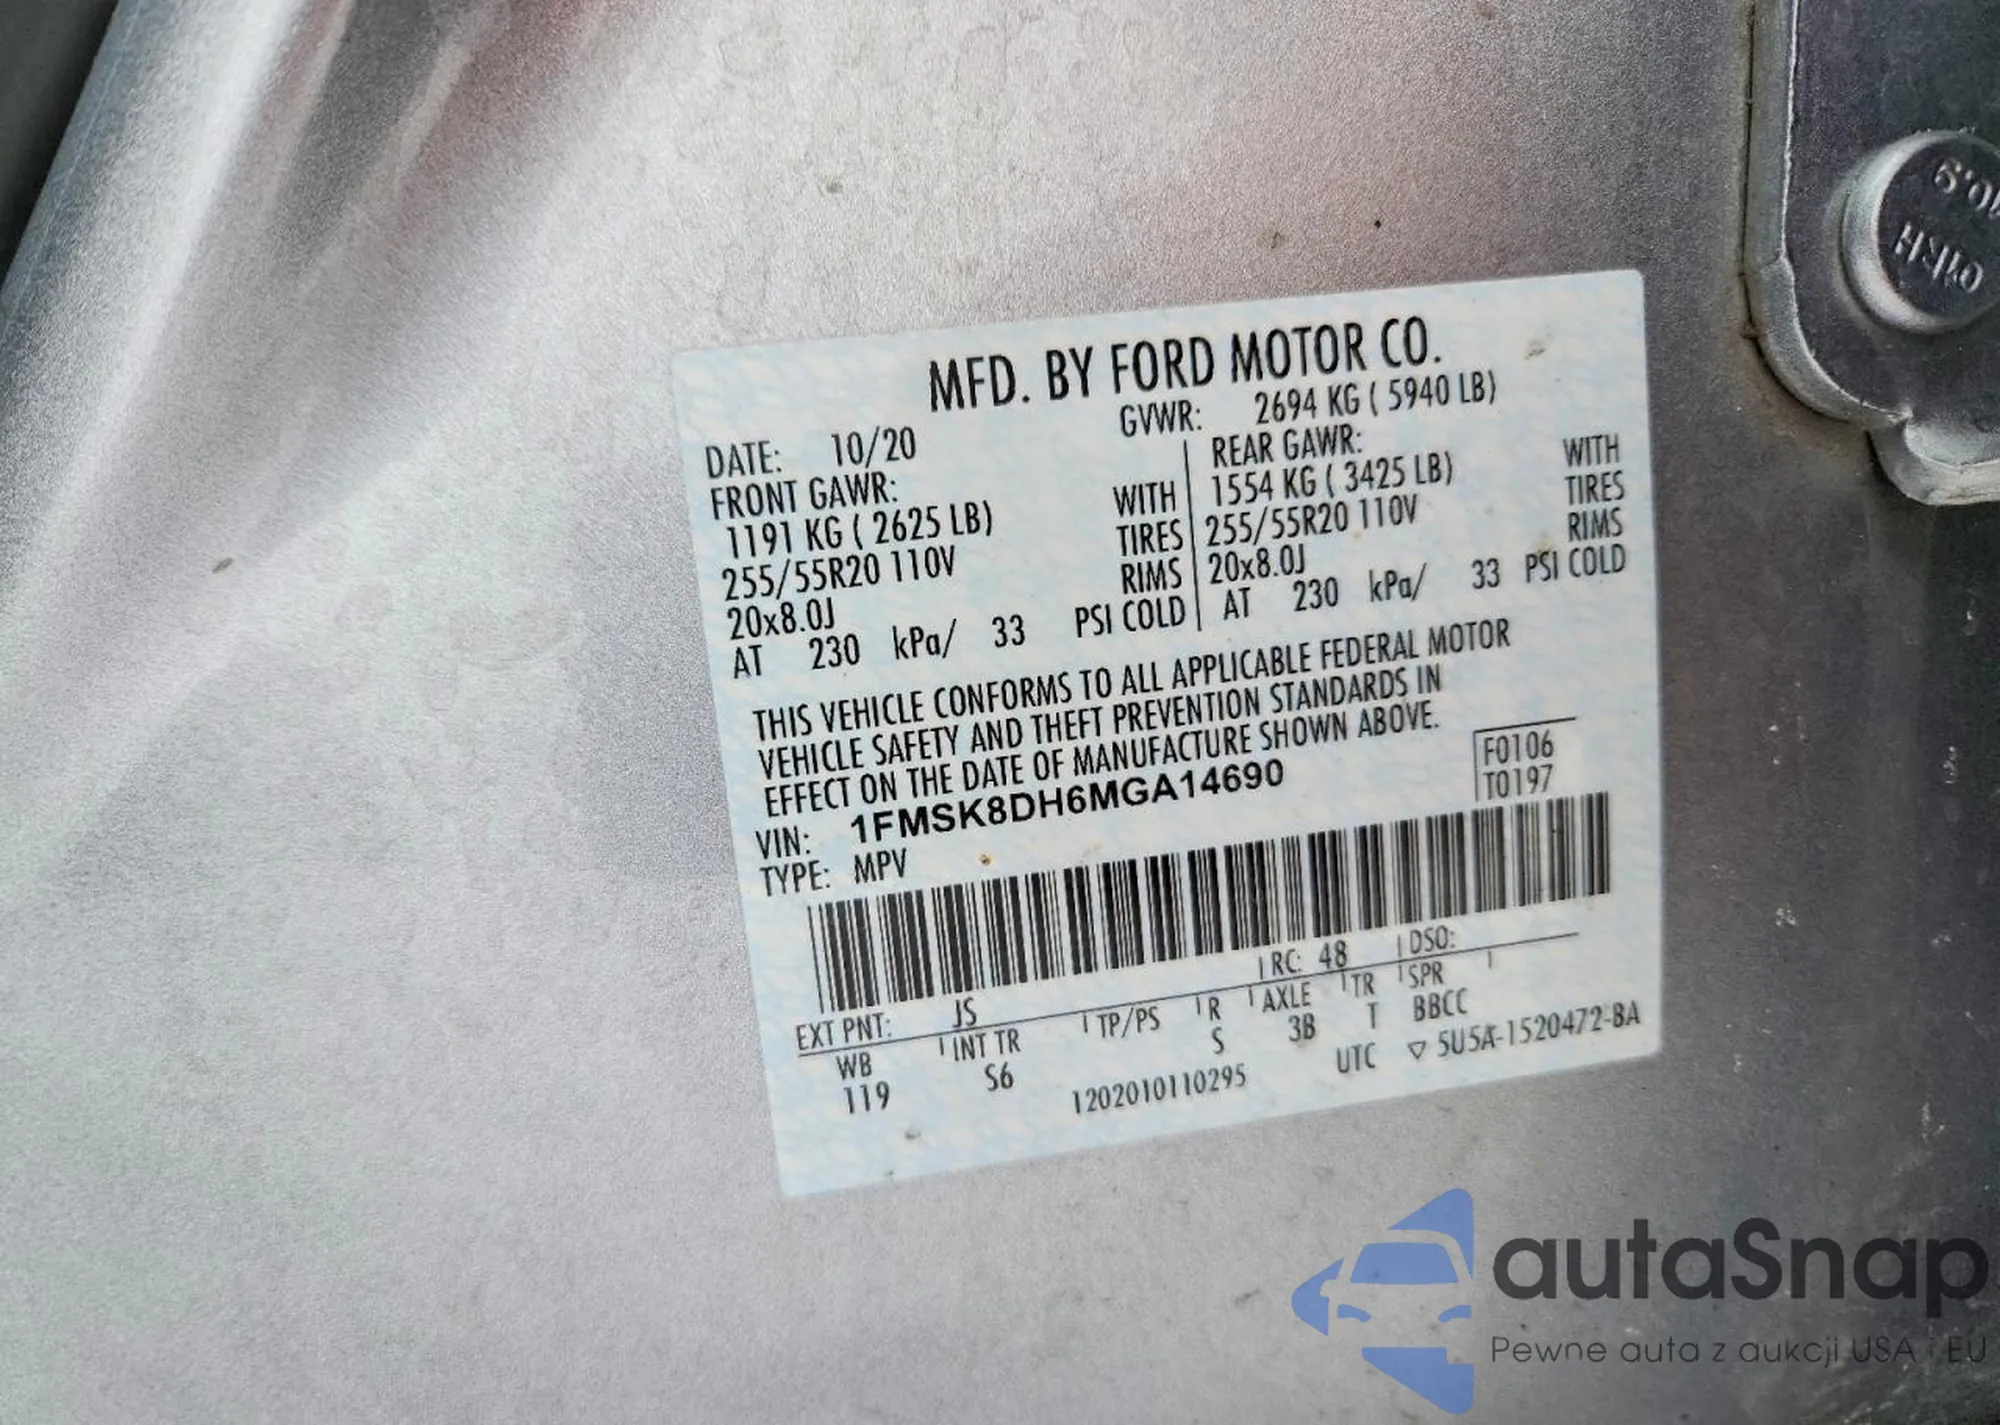 10.9
OYKH
MFD. BY FORD MOTOR CO.
DATE: 10/20 GVWR: 2694 KG ( 5940 LB)
FRONT GAWR: REAR GAWR:
1191 KG ( 2625 LB) WITH 1554 KG ( 3425 LB) WITH
255/55R20 110V TIRES 255/55R20 110V TIRES
20x8.0J RIMS 20x8.0J RIMS
AT 230 kPa/ 33 PSI COLD AT 230 kPa/ 33 PSI COLD
THIS VEHICLE CONFORMS TO ALL APPLICABLE FEDERAL MOTOR
VEHICLE SAFETY AND THEFT PREVENTION STANDARDS IN
EFFECT ON THE DATE OF MANUFACTURE SHOWN ABOVE.
VIN: 1FMSK8DH6MGA14690
F0106
T0197
TYPE: MPV
EXT PNT: JS RC: 48 DSO:
WB INT TR TP/PS R AXLE TR SPR
119 S6 S 3B T BBCC
1202010110295 UTC ▽ 5U5A-1520472-BA
autaSnap
Pewne auta z aukcji USA i EU